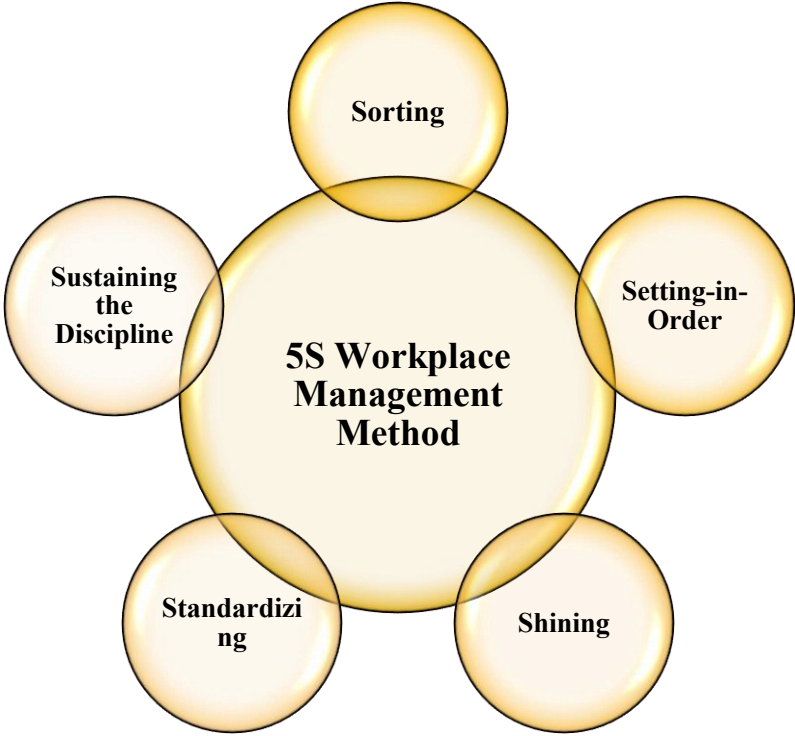 Sorting
Setting-in-
Order
Shining
Standardizi
ng
Sustaining
the
Discipline
5S Workplace
Management
Method